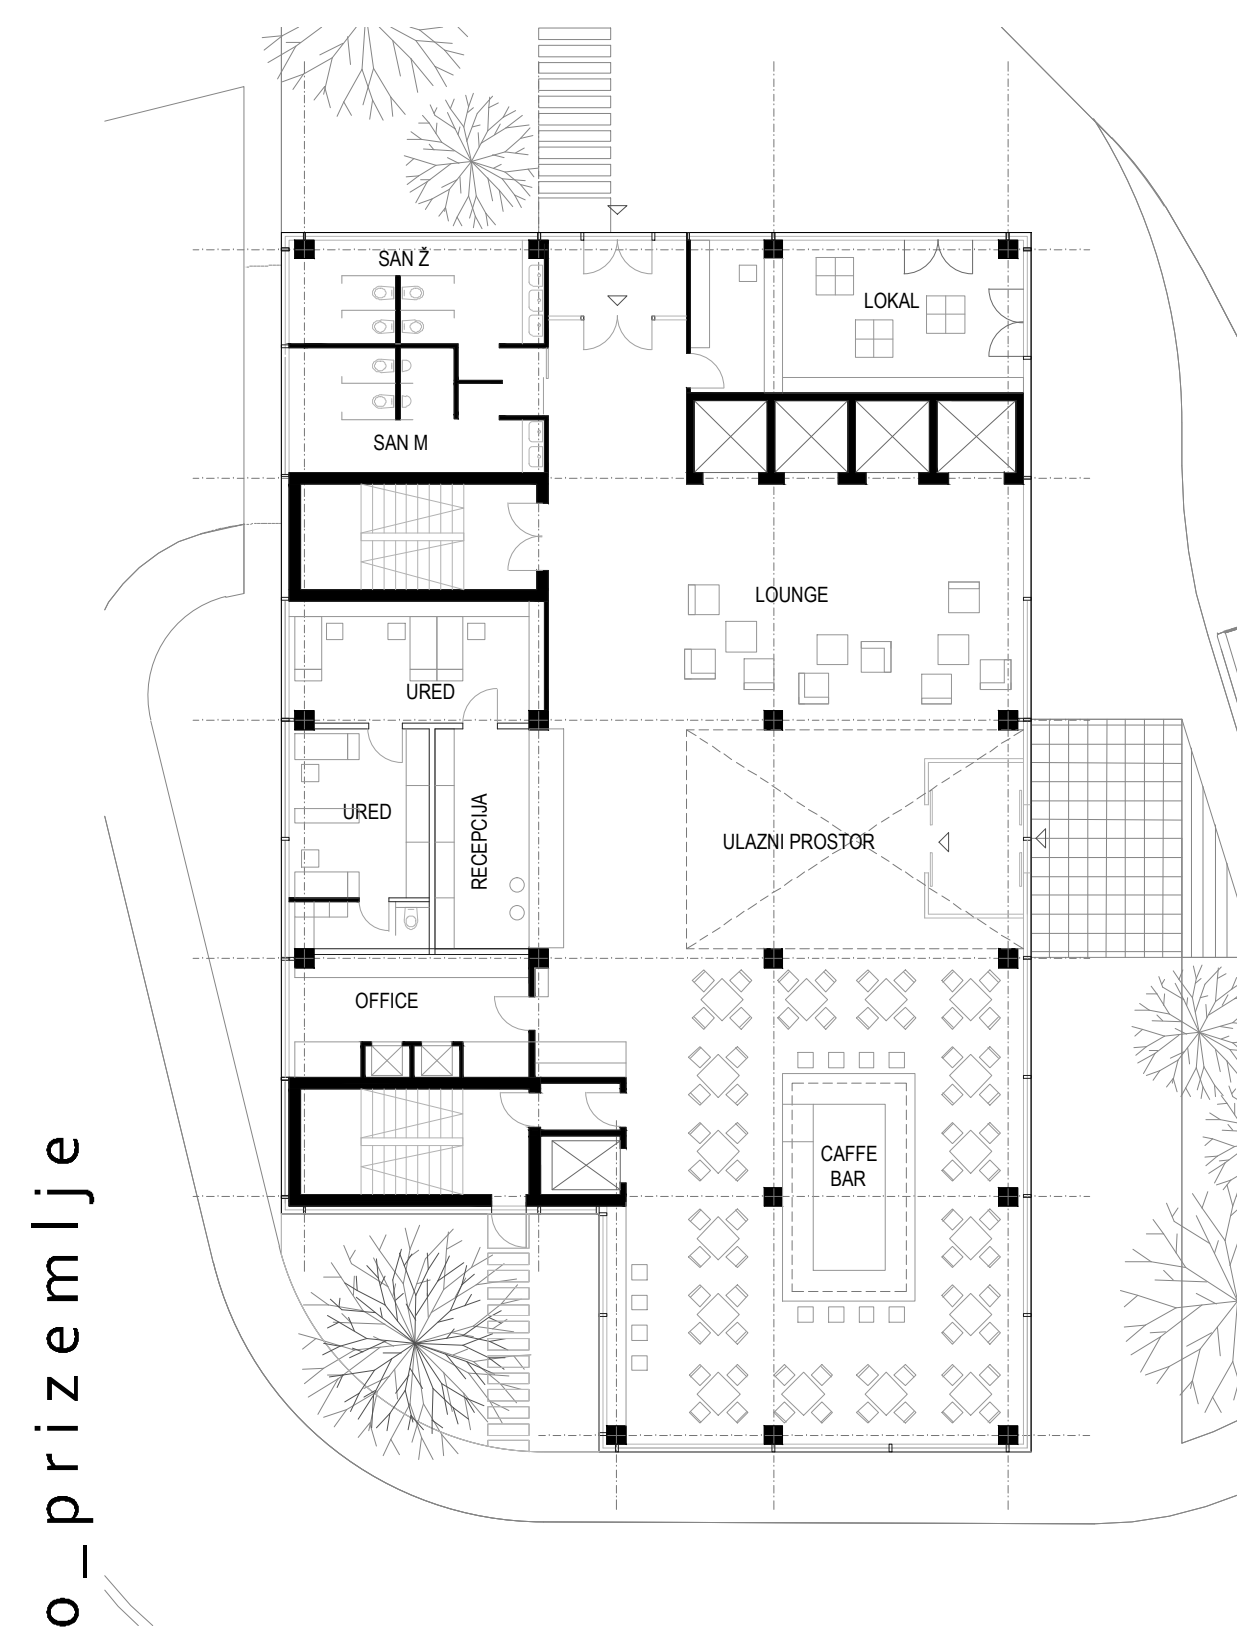 SAN Ž
LOKAL
SAN M
LOUNGE
URED
URED
RECEPCIJA
ULAZNI PROSTOR
OFFICE
CAFFE
BAR
o_prizemlje